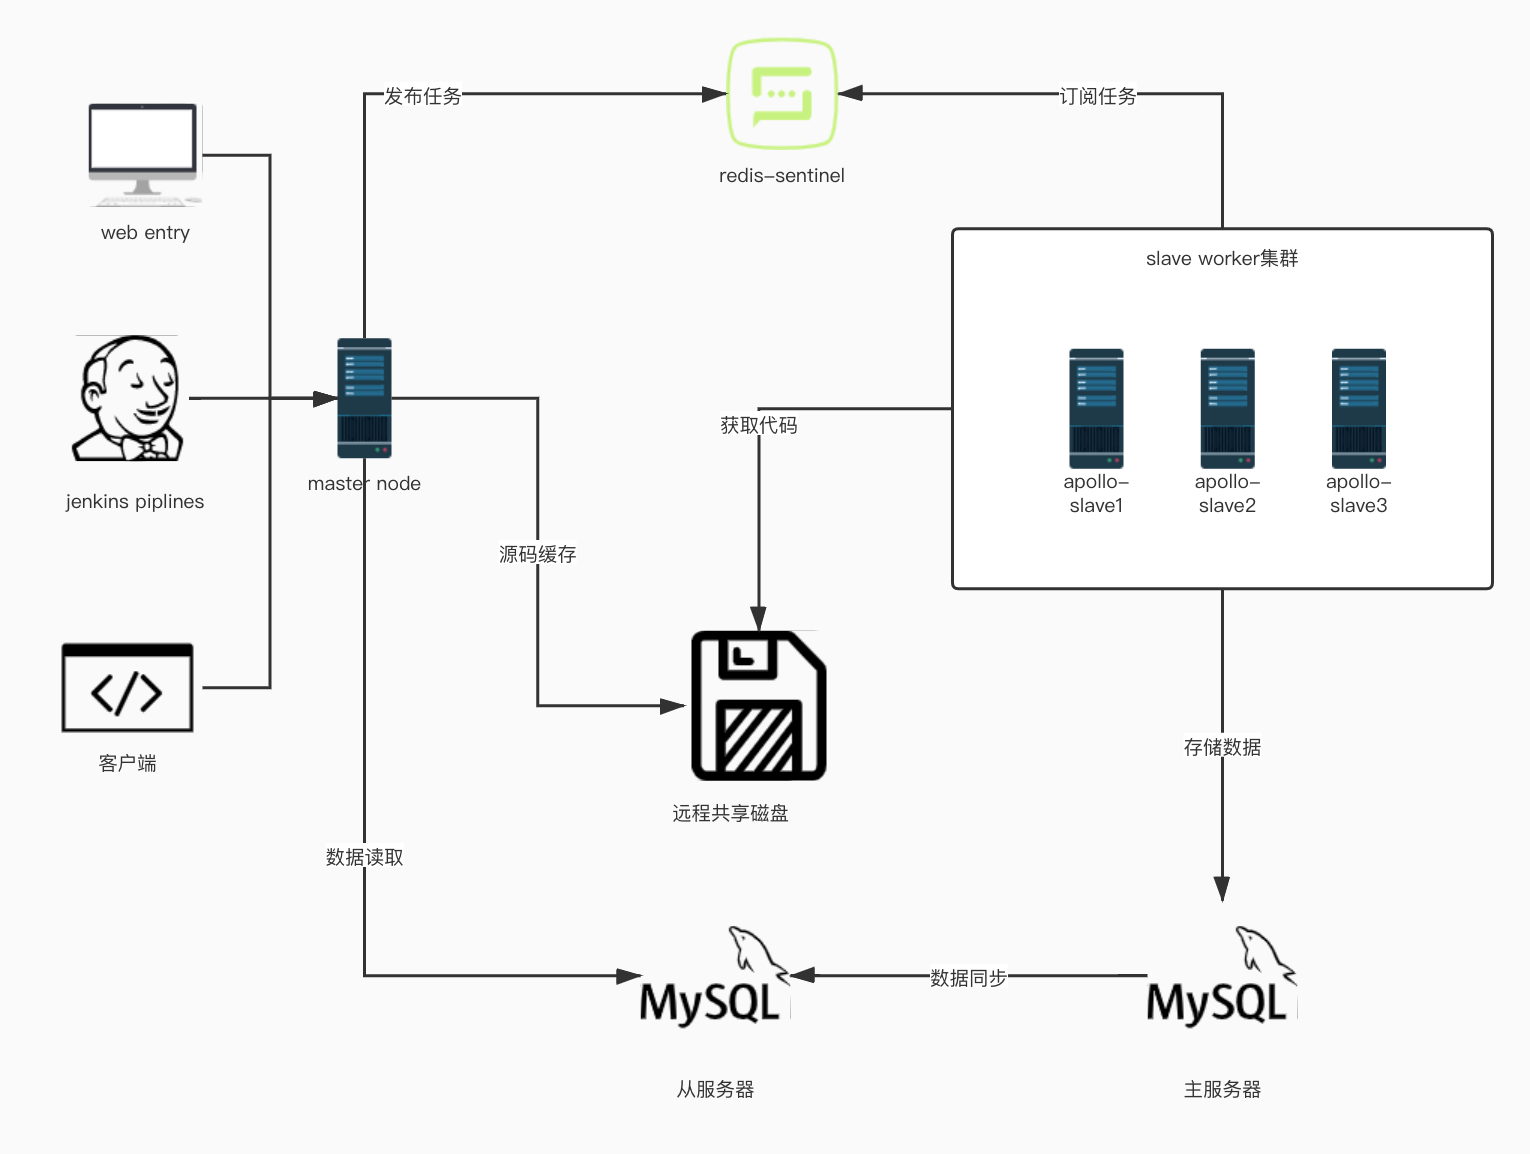 发布任务
订阅任务
redis-sentinel
web entry
slave worker集群
获取代码
master node
jenkins piplines
apollo-
slave1
apollo-
slave2
apollo-
slave3
源码缓存
客户端
存储数据
远程共享磁盘
数据读取
MySQL
数据同步
MySQL
从服务器
主服务器